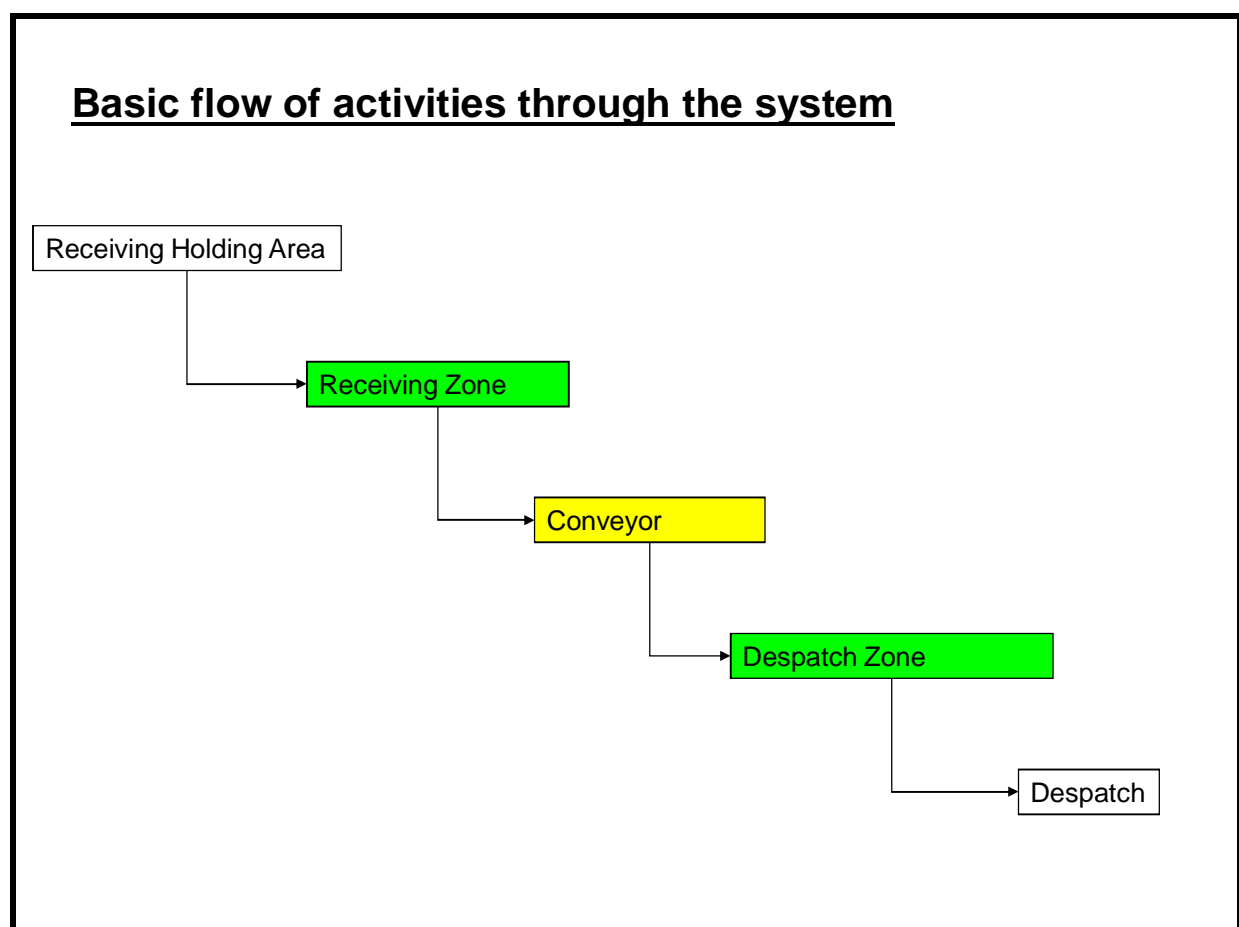 Basic flow of activities through the system
Receiving Holding Area
Receiving Zone
Conveyor
Despatch Zone
Despatch